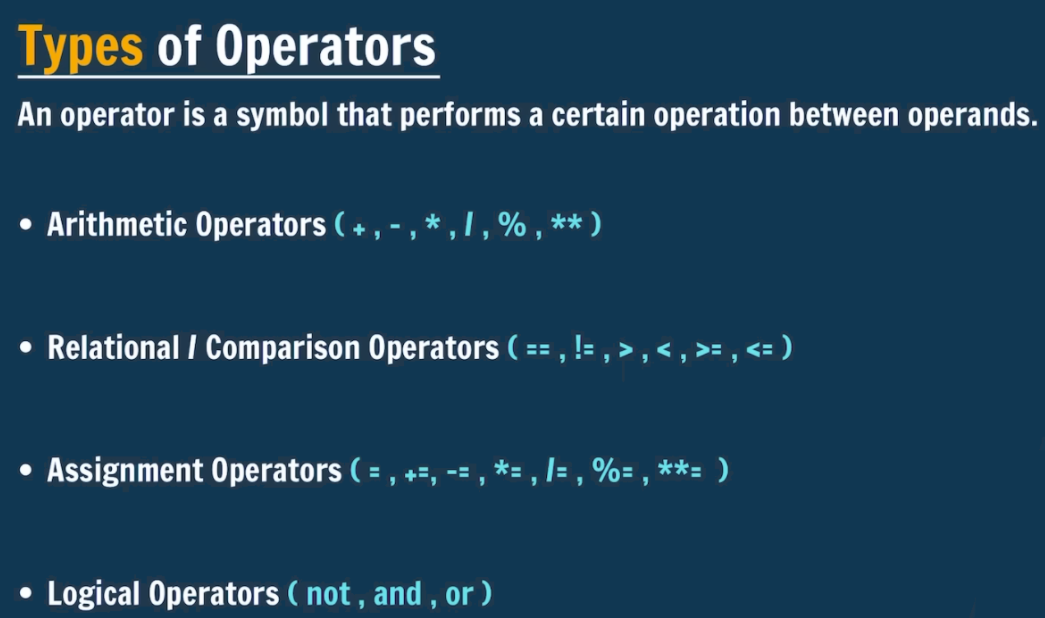 Types of Operators
An operator is a symbol that performs a certain operation between operands.
• Arithmetic Operators ( + , - , * , / , % , ** )
• Relational / Comparison Operators ( == , != , > , < , >= , <= )
• Assignment Operators ( = , +=, -= , *= , /= , %= , **= )
• Logical Operators ( not , and , or )